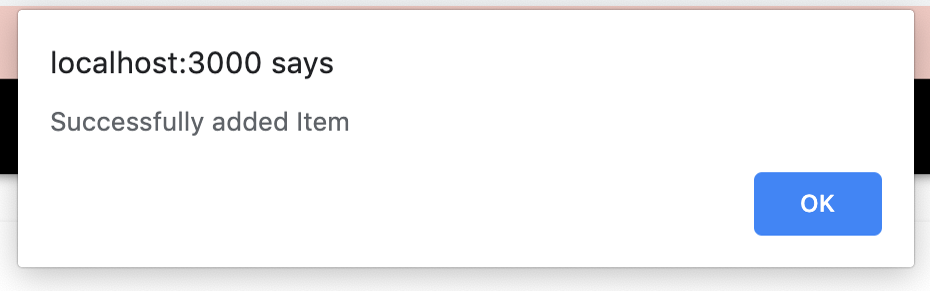 localhost:3000 says
Successfully added Item
OK